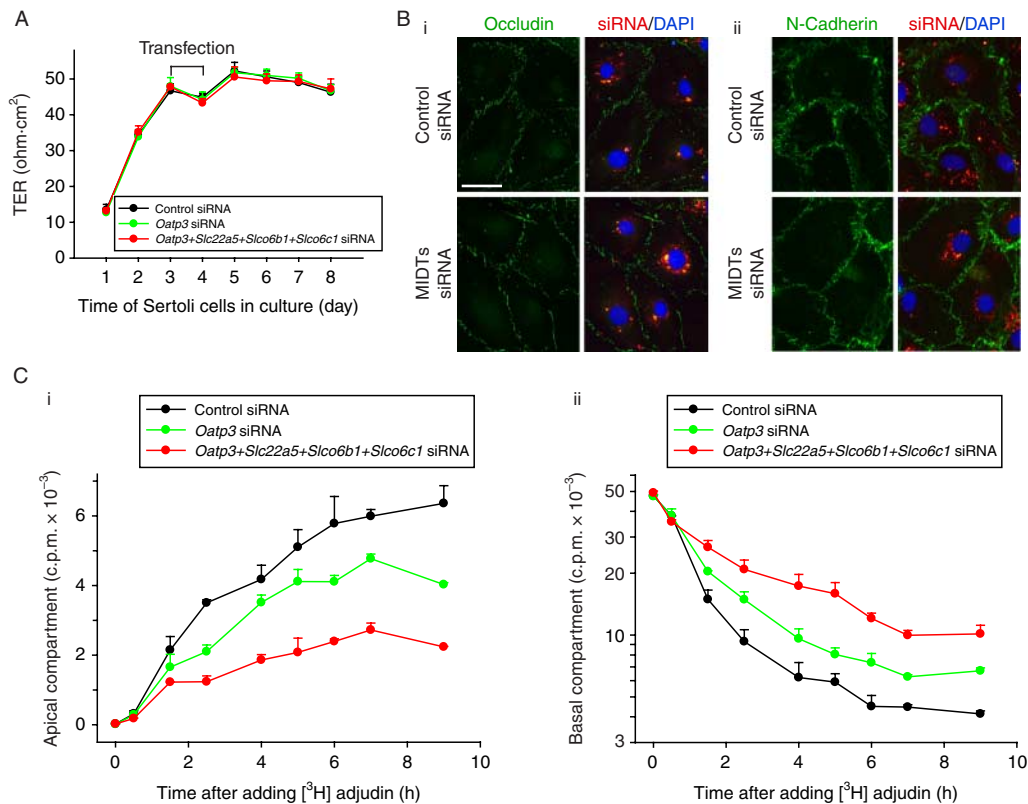 A
Transfection
TER (ohm·cm²)
50
40
30
20
10
0
Control siRNA
Oatp3 siRNA
Oatp3+Slc22a5+Slco6b1+Slco6c1 siRNA
1 2 3 4 5 6 7 8
Time of Sertoli cells in culture (day)
B
i
Occludin
siRNA/DAPI
Control
siRNA
MIDTs
siRNA
ii
N-Cadherin
siRNA/DAPI
Control
siRNA
MIDTs
siRNA
C
i
Control siRNA
Oatp3 siRNA
Oatp3+Slc22a5+Slco6b1+Slco6c1 siRNA
Apical compartment (c.p.m. × 10⁻³)
6
4
2
0
0 2 4 6 8 10
Time after adding [³H] adjudin (h)
ii
Control siRNA
Oatp3 siRNA
Oatp3+Slc22a5+Slco6b1+Slco6c1 siRNA
Basal compartment (c.p.m. × 10⁻³)
50
30
20
10
5
3
0 2 4 6 8 10
Time after adding [³H] adjudin (h)